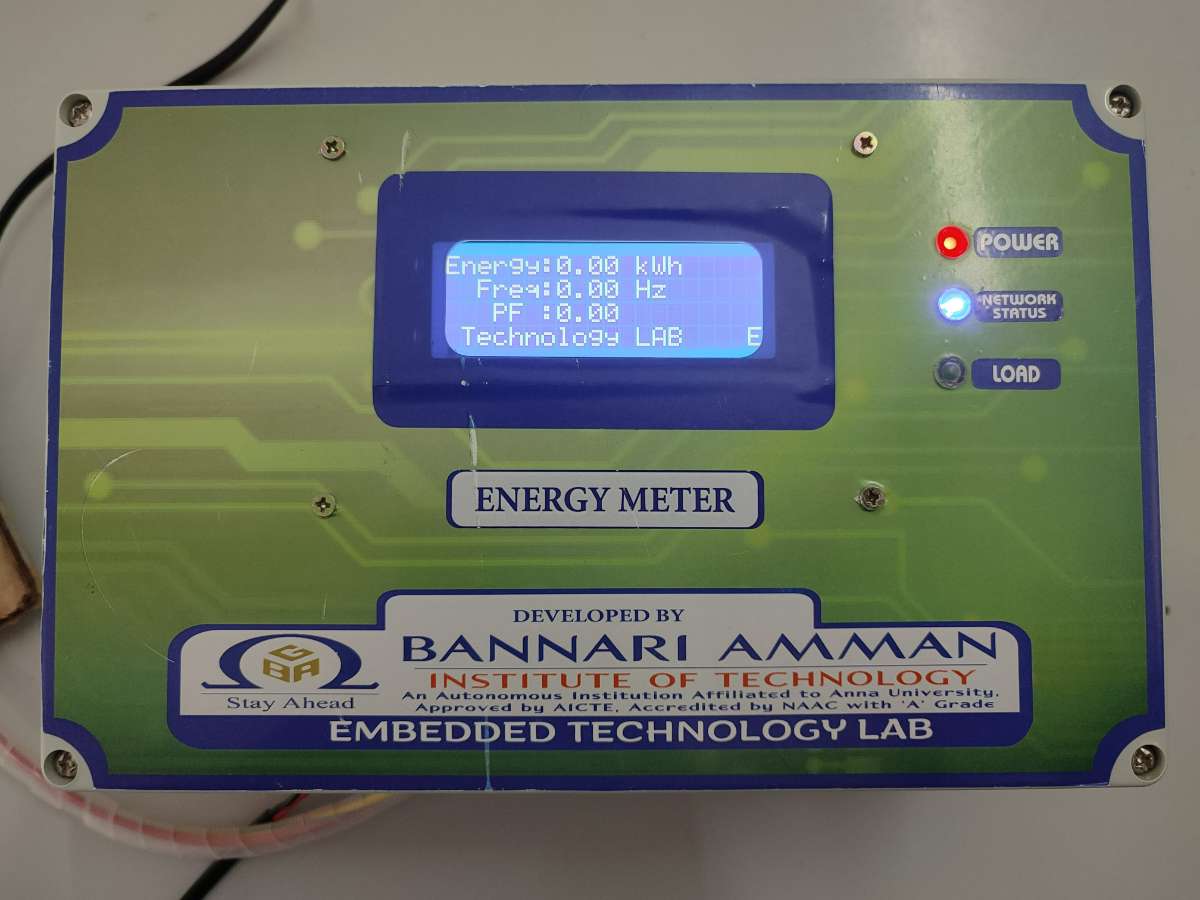 Energy:0.00 kWh
Freq:0.00 Hz
PF :0.00
Technology LAB E
POWER
NETWORK
STATUS
LOAD
ENERGY METER
DEVELOPED BY
BANNARI AMMAN
INSTITUTE OF TECHNOLOGY
An Autonomous Institution Affiliated to Anna University,
Approved by AICTE, Accredited by NAAC with 'A' Grade
GBA
Stay Ahead
EMBEDDED TECHNOLOGY LAB